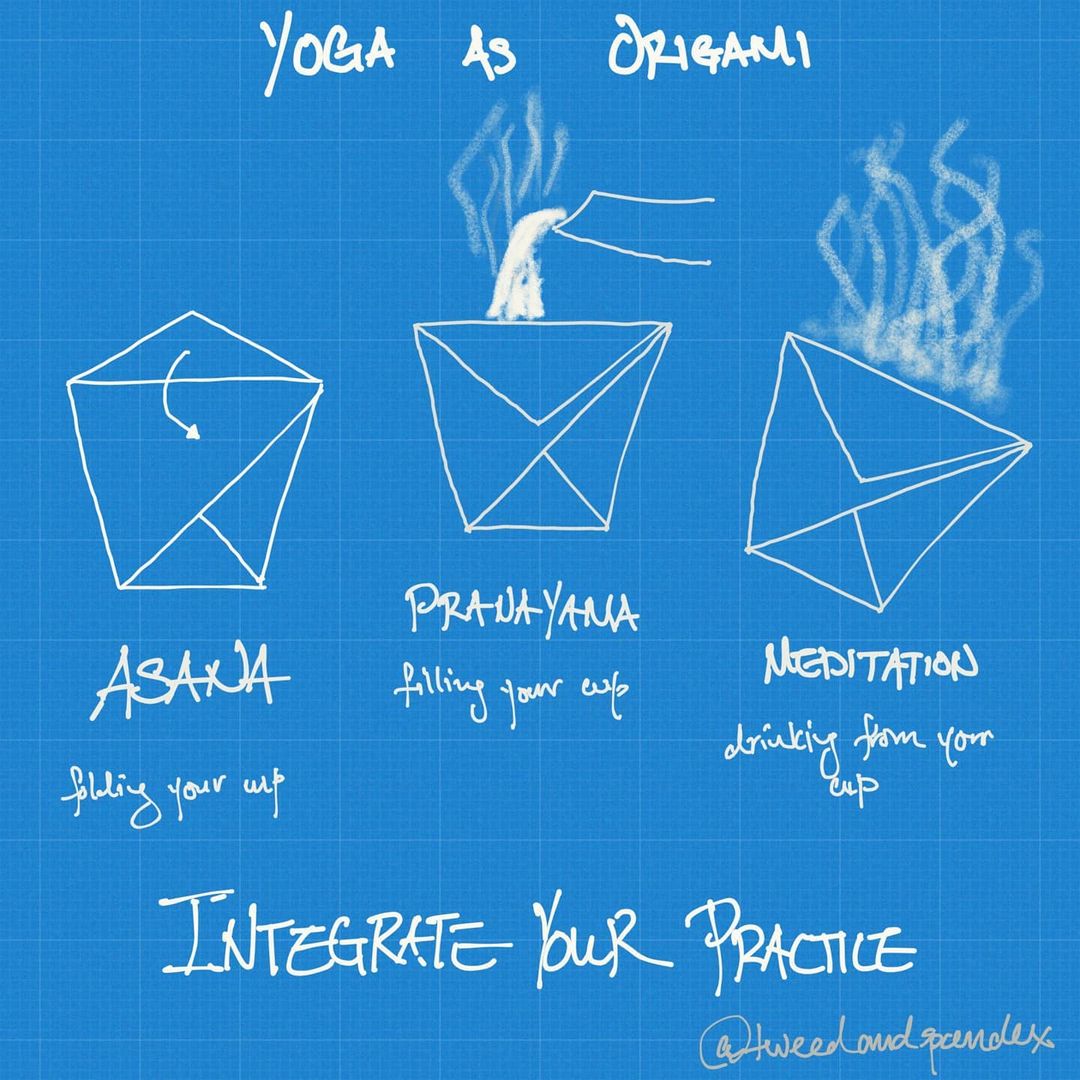 YOGA AS ORIGAMI
ASANA
folding your cup
PRANAYAMA
filling your cup
MEDITATION
drinking from your
cup
INTEGRATE YOUR PRACTICE
@tweedandspandex